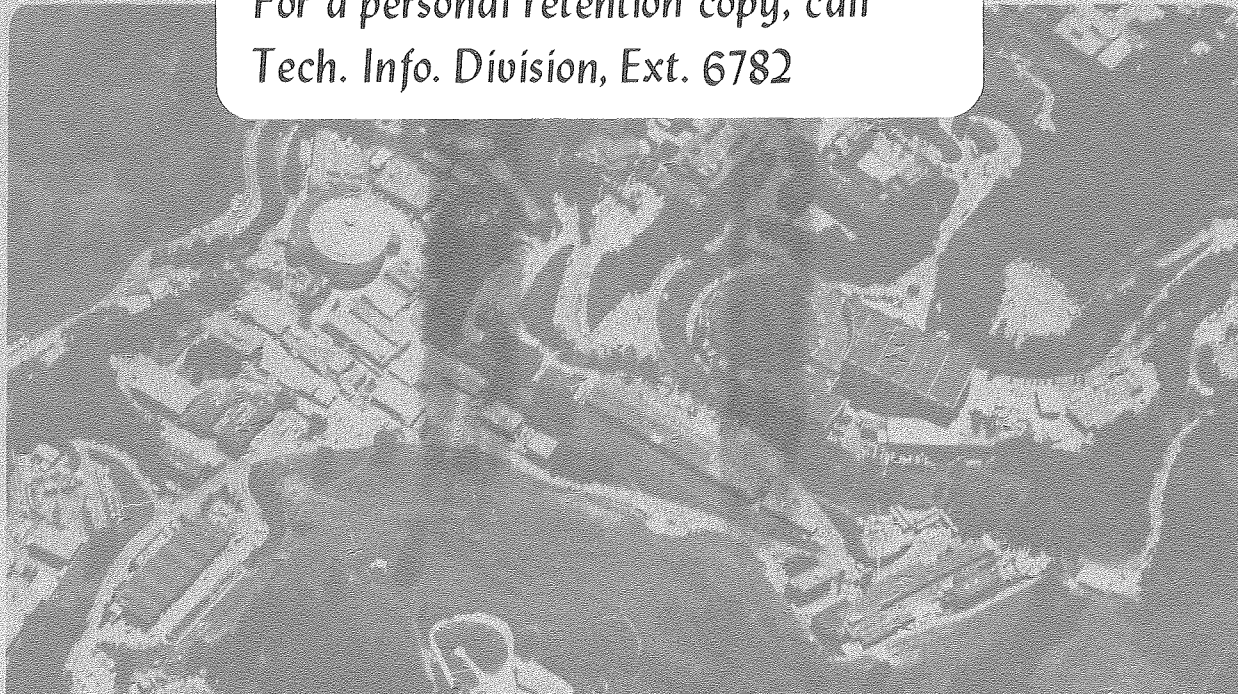 For a personal retention copy, call
Tech. Info. Division, Ext. 6782